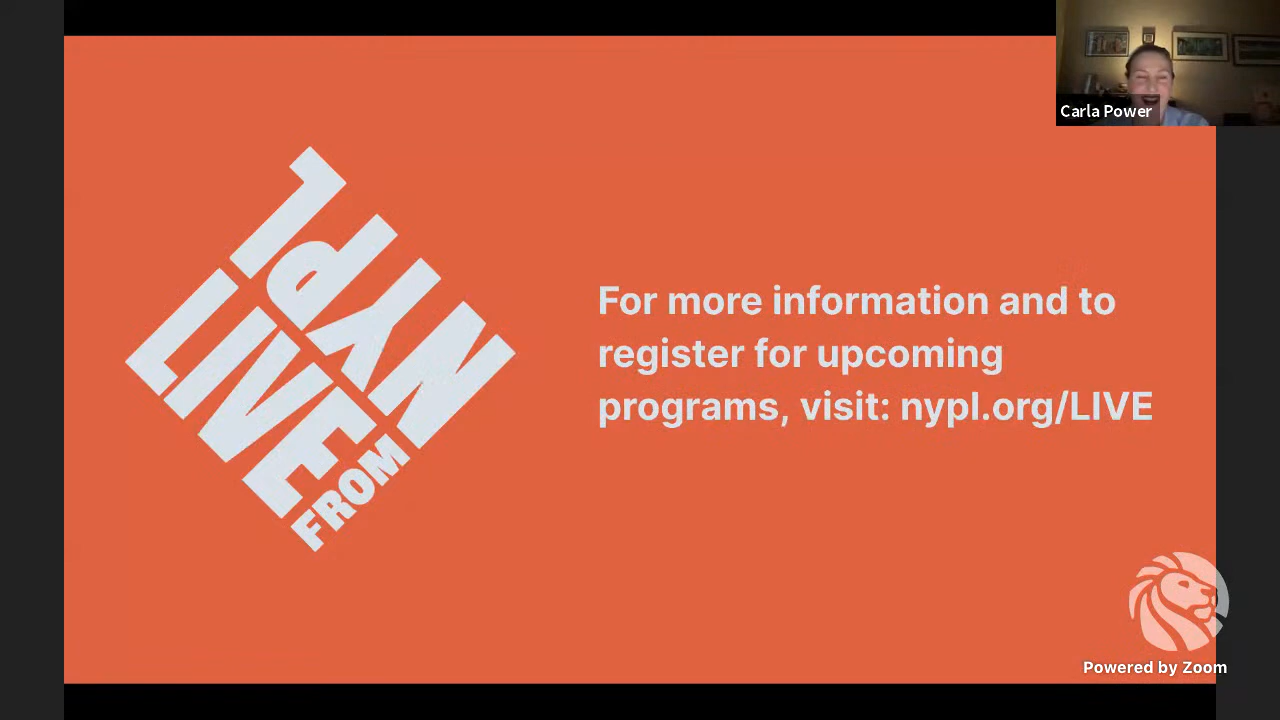 Carla Power
LIVE
FROM
NYPL
For more information and to
register for upcoming
programs, visit: nypl.org/LIVE
Powered by Zoom